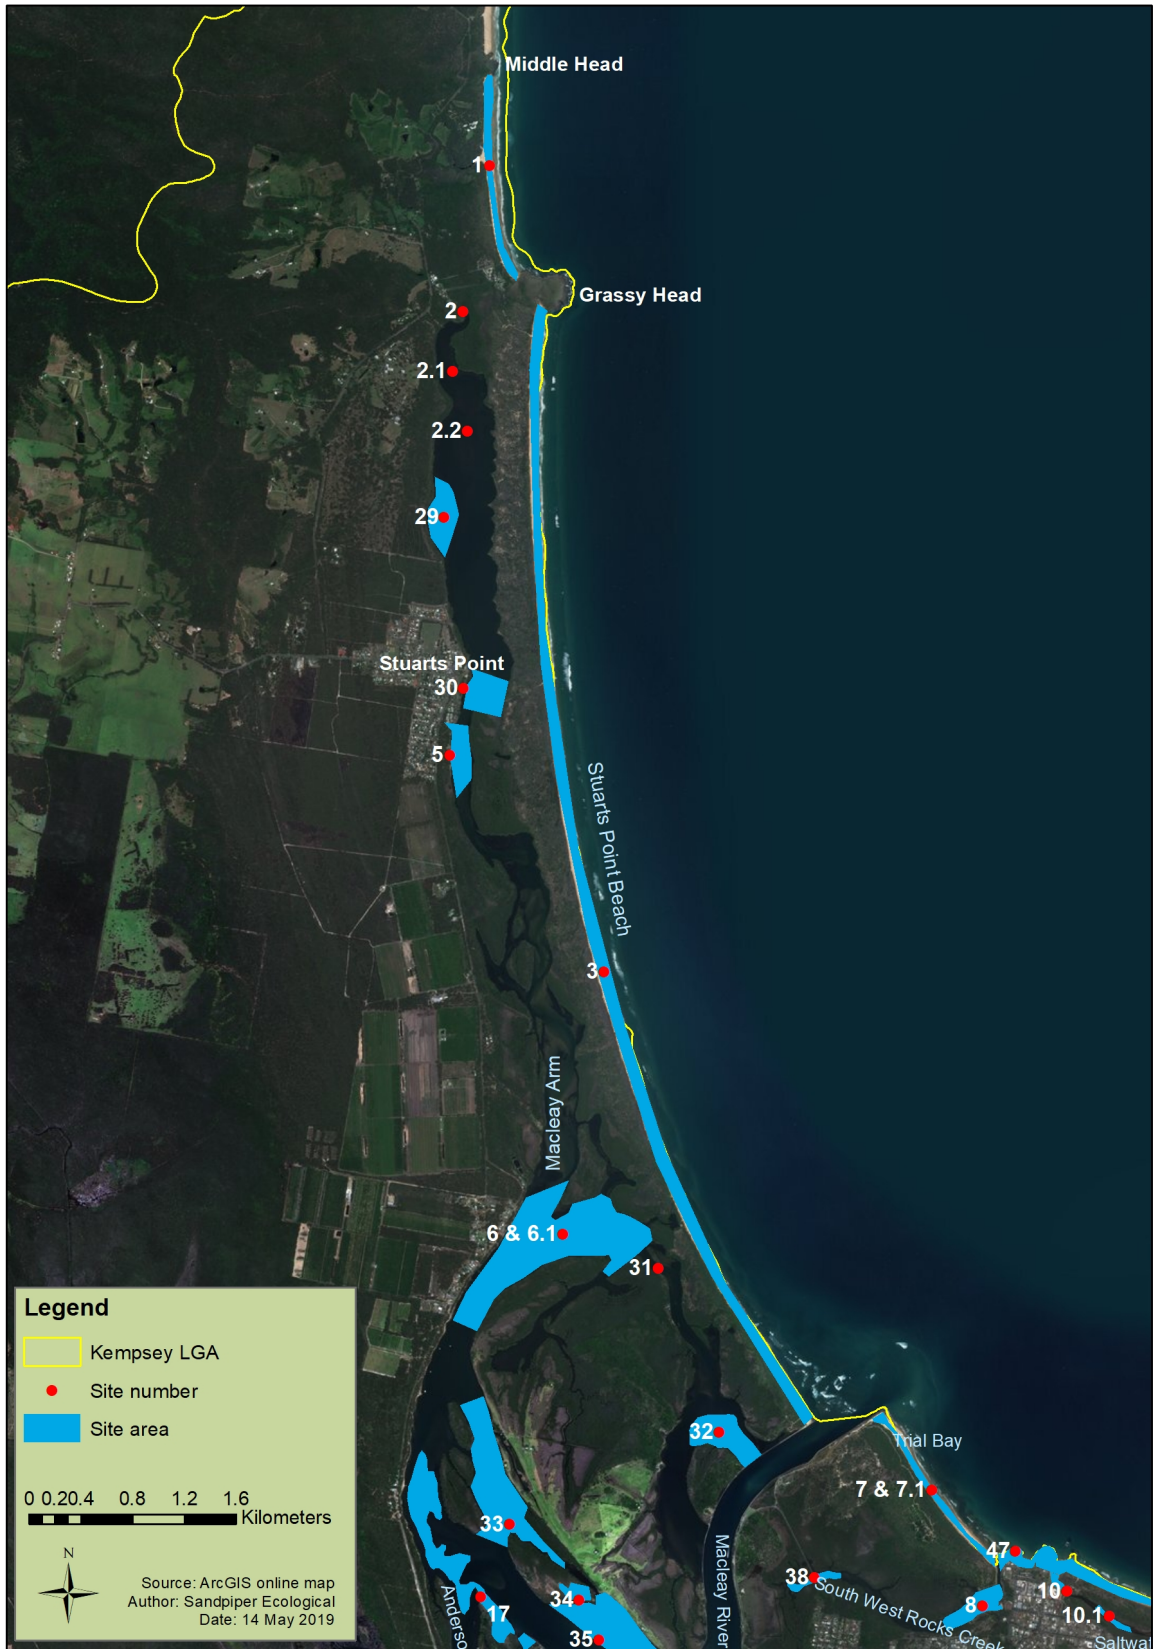 Middle Head
1
Grassy Head
2
2.1
2.2
29
Stuarts Point
30
5
Stuarts Point Beach
3
Macleay Arm
6 & 6.1
31
32
Trial Bay
7 & 7.1
33
47
Macleay River
38
South West Rocks Creek
10
8
10.1
34
17
35
Legend
Kempsey LGA
Site number
Site area
0 0.20.4 0.8 1.2 1.6
Kilometers
N
Source: ArcGIS online map
Author: Sandpiper Ecological
Date: 14 May 2019